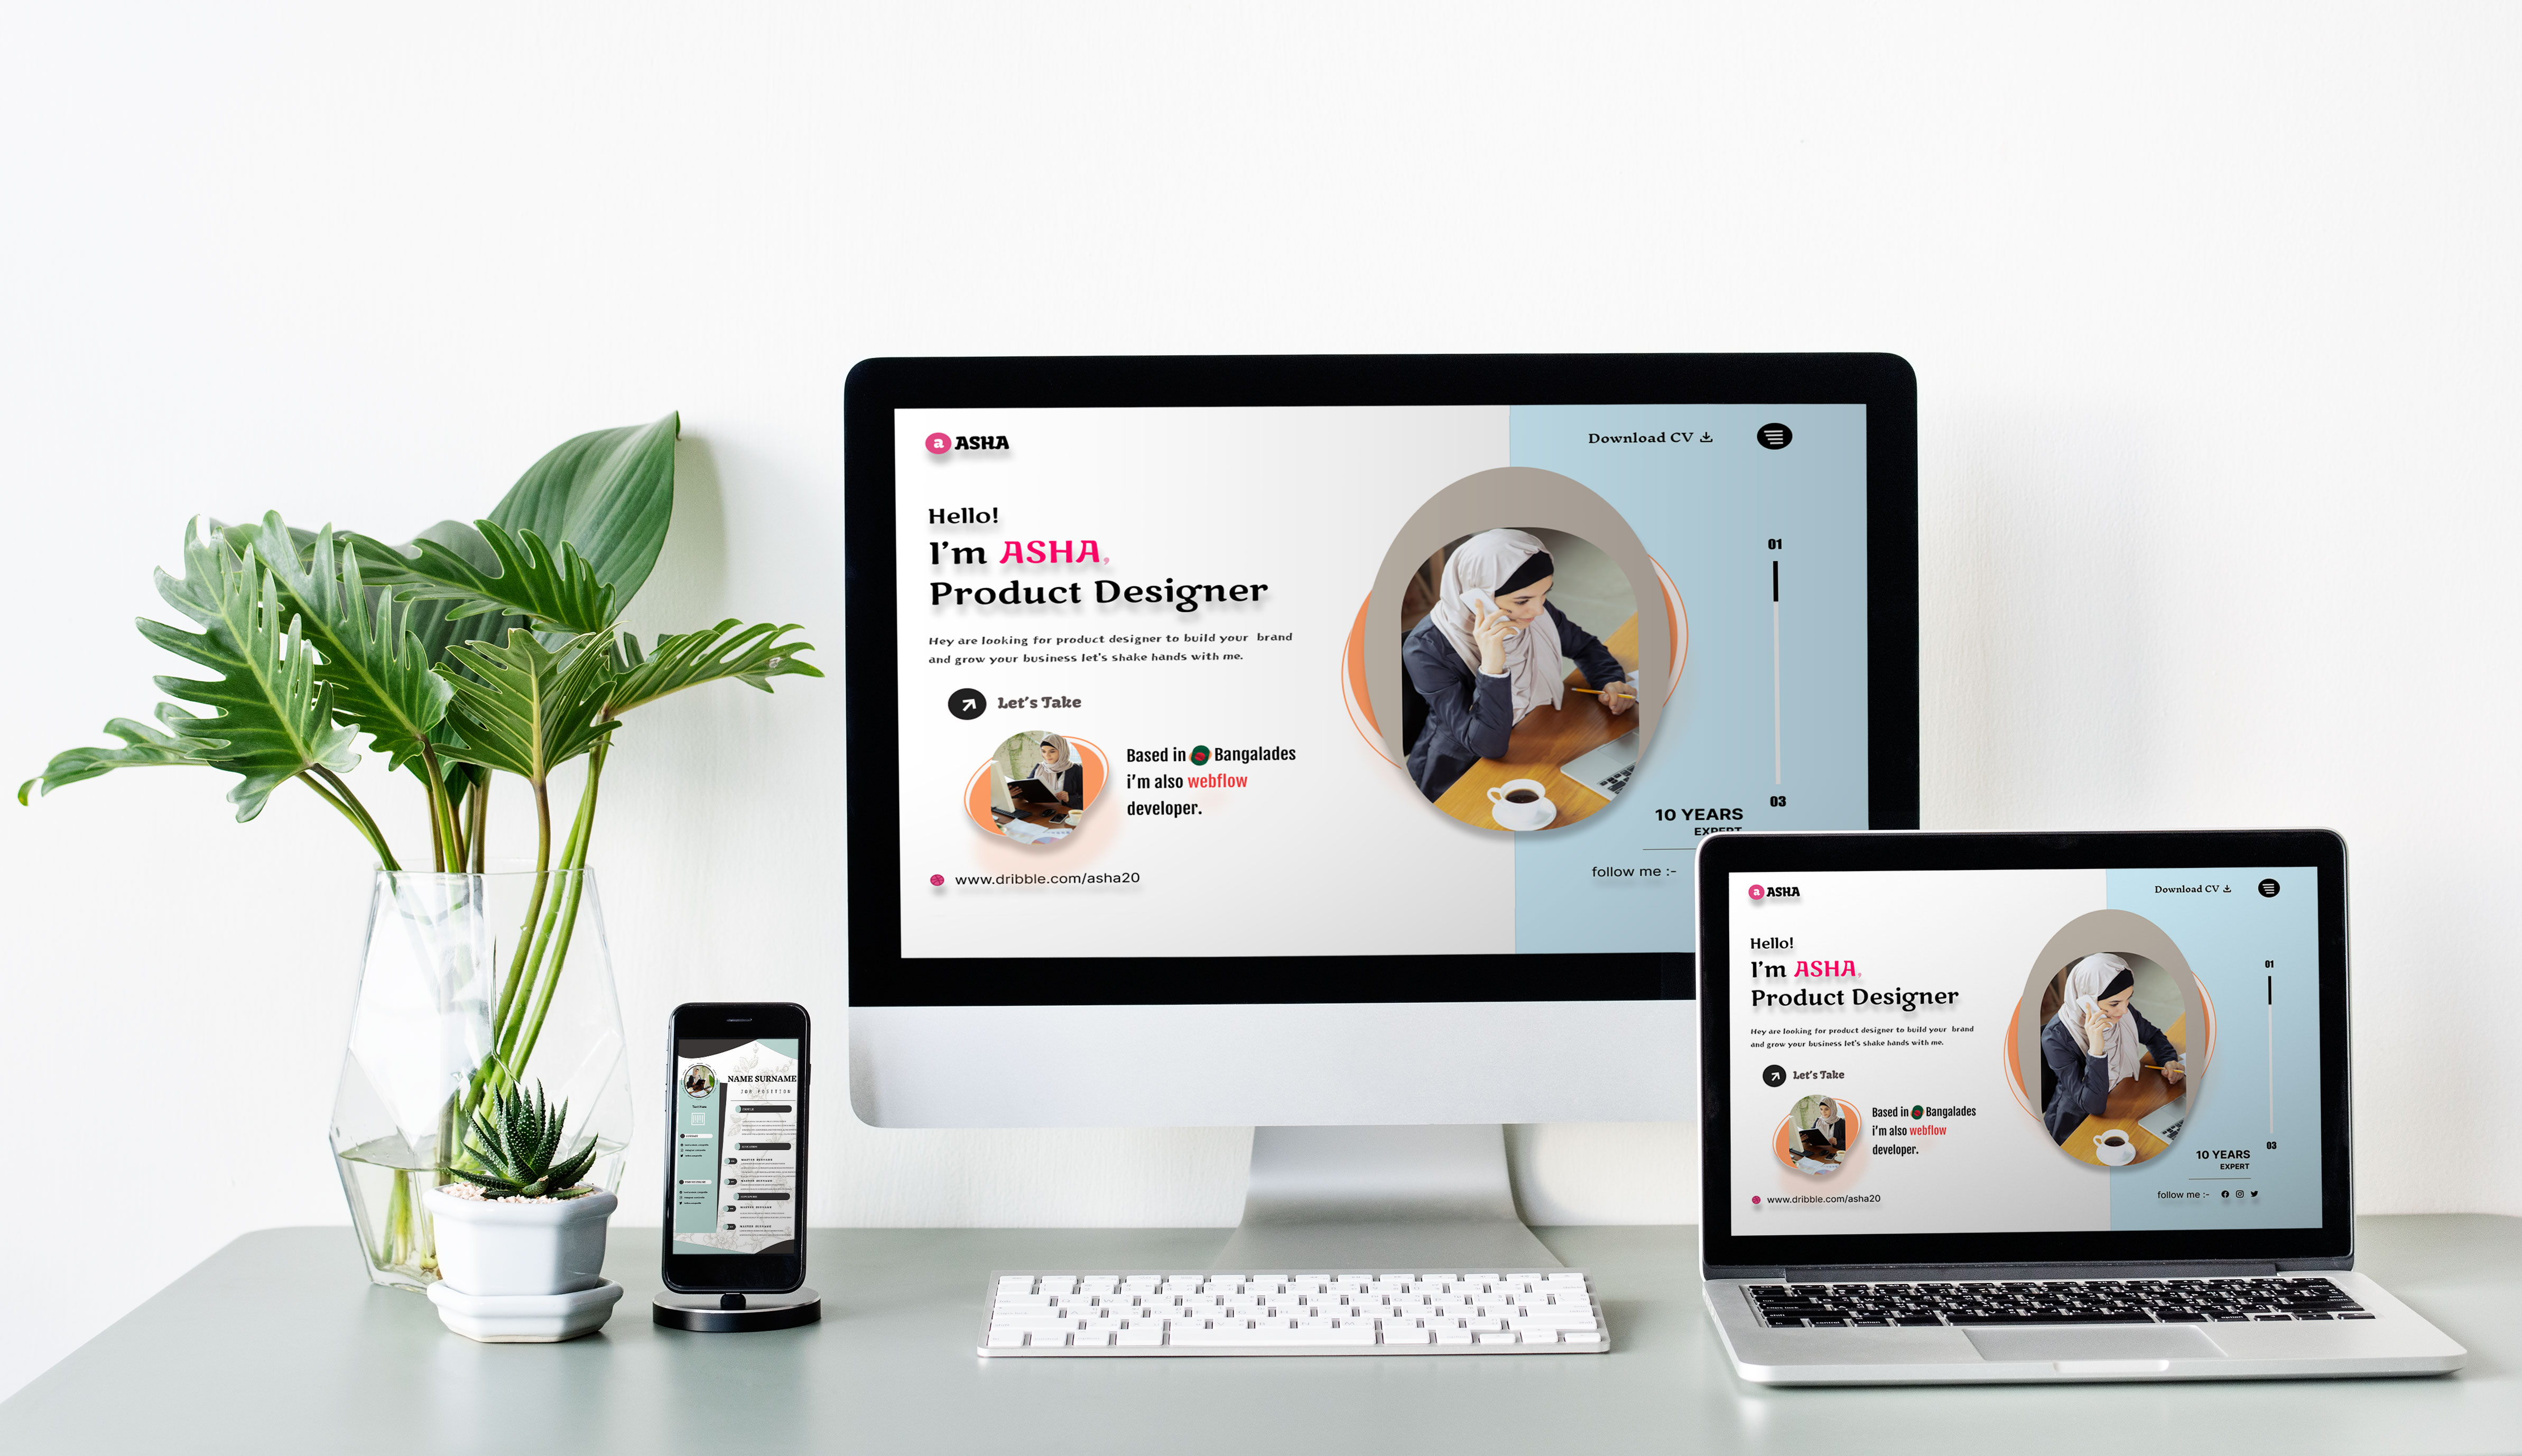 a ASHA
Download CV
Hello!
I'm ASHA,
Product Designer
Hey are looking for product designer to build your brand
and grow your business let's shake hands with me.
Let's Take
Based in Bangalades
i'm also webflow
developer.
www.dribble.com/asha20
01
03
10 YEARS
EXPERT
follow me :-
NAME SURNAME
JOB POSITION
a ASHA
Download CV
Hello!
I'm ASHA,
Product Designer
Hey are looking for product designer to build your brand
and grow your business let's shake hands with me.
Let's Take
Based in Bangalades
i'm also webflow
developer.
www.dribble.com/asha20
01
03
10 YEARS
EXPERT
follow me :-